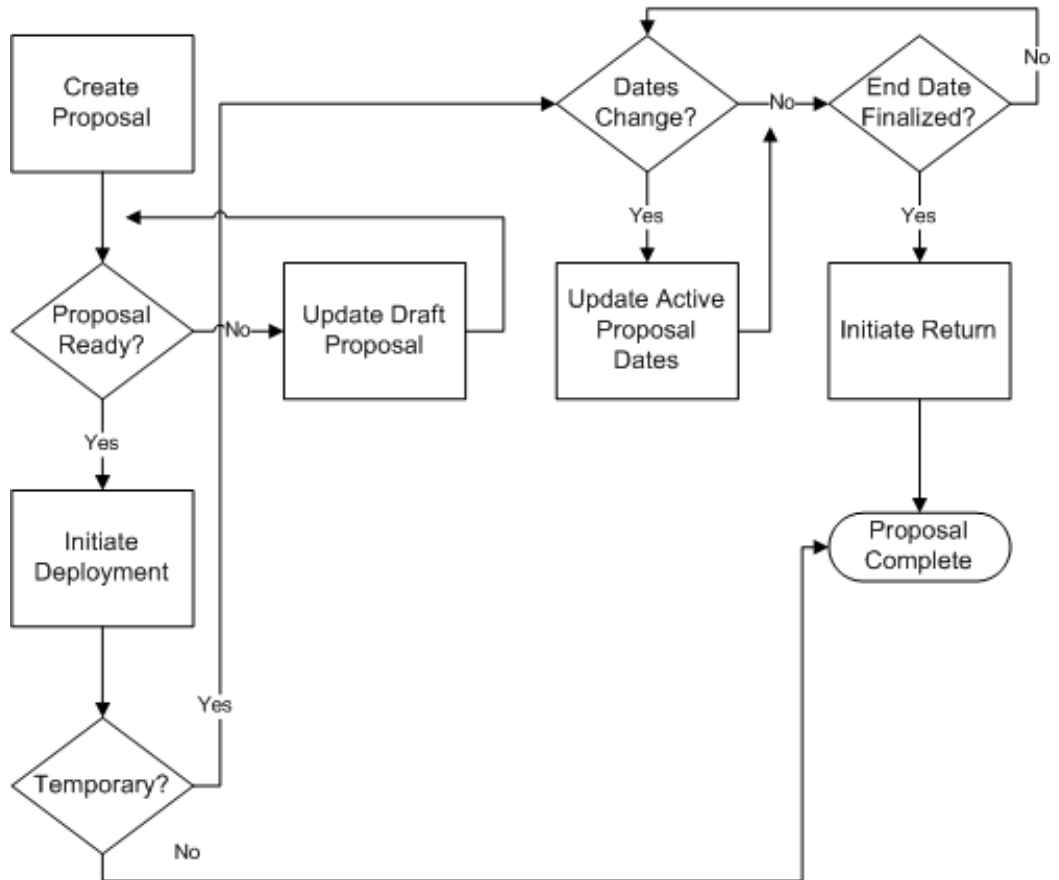 Create
Proposal
Proposal
Ready?
No
Update Draft
Proposal
Yes
Initiate
Deployment
Temporary?
Yes
No
Dates
Change?
No
End Date
Finalized?
No
Yes
Update Active
Proposal
Dates
Yes
Initiate Return
Proposal
Complete